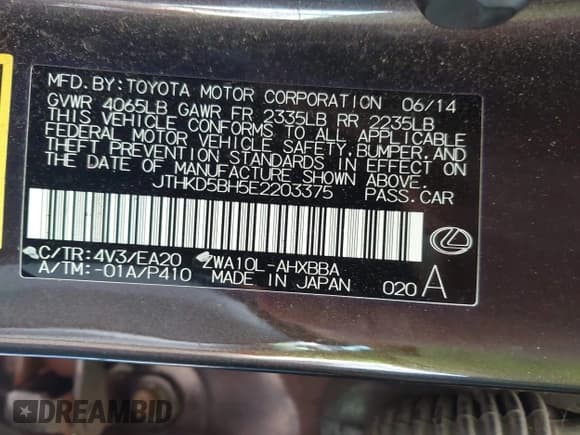 MFD.BY:TOYOTA MOTOR CORPORATION 06/14
GVWR 4065LB GAWR FR 2335LB RR 2235LB
THIS VEHICLE CONFORMS TO ALL APPLICABLE
FEDERAL MOTOR VEHICLE SAFETY,BUMPER,AND
THEFT PREVENTION STANDARDS IN EFFECT ON
THE DATE OF MANUFACTURE SHOWN ABOVE.
JTHKD5BH5E2203375 PASS.CAR
C/TR:4V3/EA20 ZWA10L-AHXBBA
A/TM:-01A/P410 MADE IN JAPAN 020 A
DREAMBID